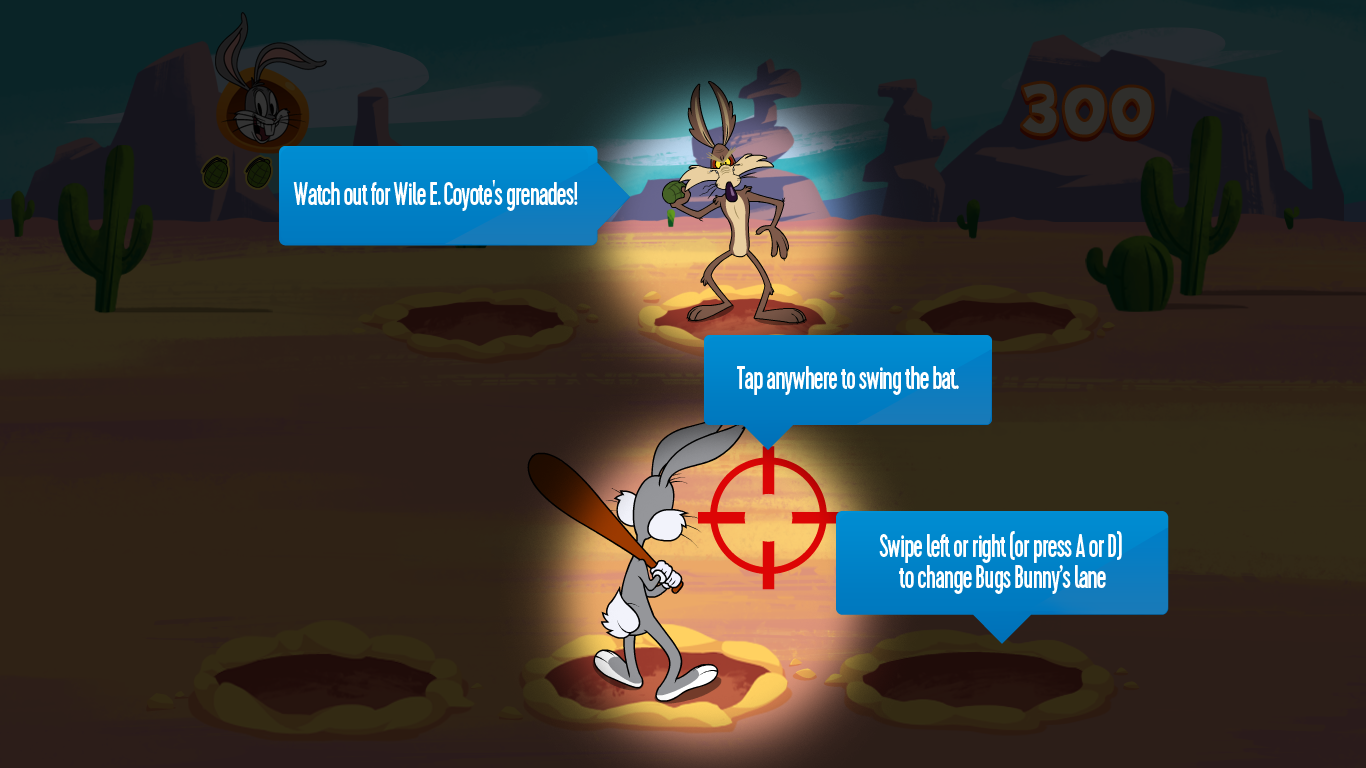 300
Watch out for Wile E. Coyote's grenades!
Tap anywhere to swing the bat.
Swipe left or right (or press A or D)
to change Bugs Bunny's lane